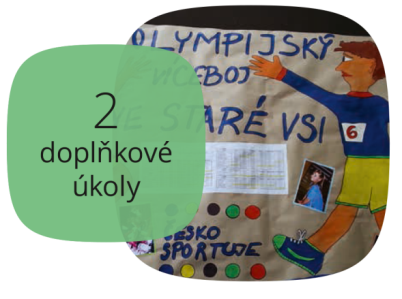 2
doplňkové
úkoly
OLYMPIJSKÝ
VÍCEBOJ
VE STARÉ VSI
6
ČESKO
SPORTUJE